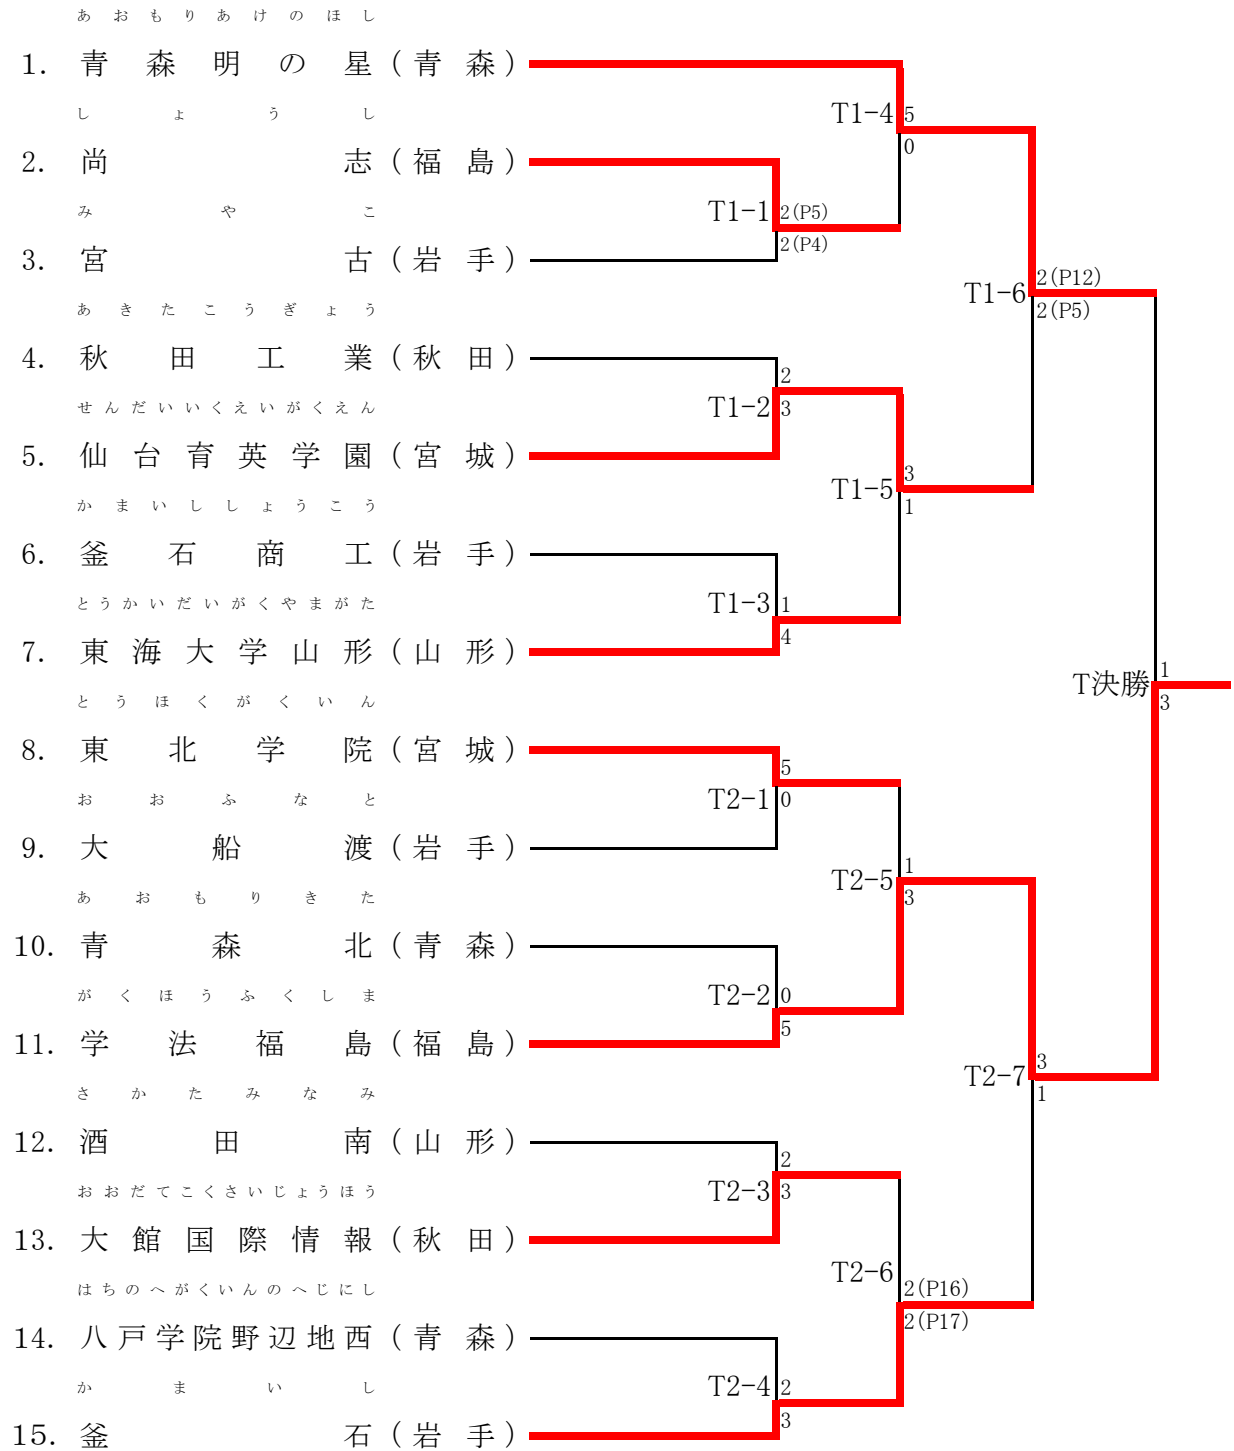 あおもりあけのほし
1. 青森明の星(青森)
T1-4 5
0
しょうし
2. 尚志(福島)
T1-1 2(P5)
2(P4)
みやこ
3. 宮古(岩手)
T1-6 2(P12)
2(P5)
あきたこうぎょう
4. 秋田工業(秋田)
2
T1-2 3
せんだいいくえいがくえん
5. 仙台育英学園(宮城)
3
T1-5 1
かまいししょうこう
6. 釜石商工(岩手)
T1-3 1
4
とうかいだいがくやまがた
7. 東海大学山形(山形)
T決勝 1
3
とうほくがくいん
8. 東北学院(宮城)
5
T2-1 0
おおふなと
9. 大船渡(岩手)
T2-5 1
3
あおもりきた
10. 青森北(青森)
T2-2 0
5
がくほうふくしま
11. 学法福島(福島)
T2-7 3
1
さかたみなみ
12. 酒田南(山形)
2
T2-3 3
おおだてこくさいじょうほう
13. 大館国際情報(秋田)
T2-6 2(P16)
2(P17)
はちのへがくいんのへじにし
14. 八戸学院野辺地西(青森)
T2-4 2
3
かまいし
15. 釜石(岩手)